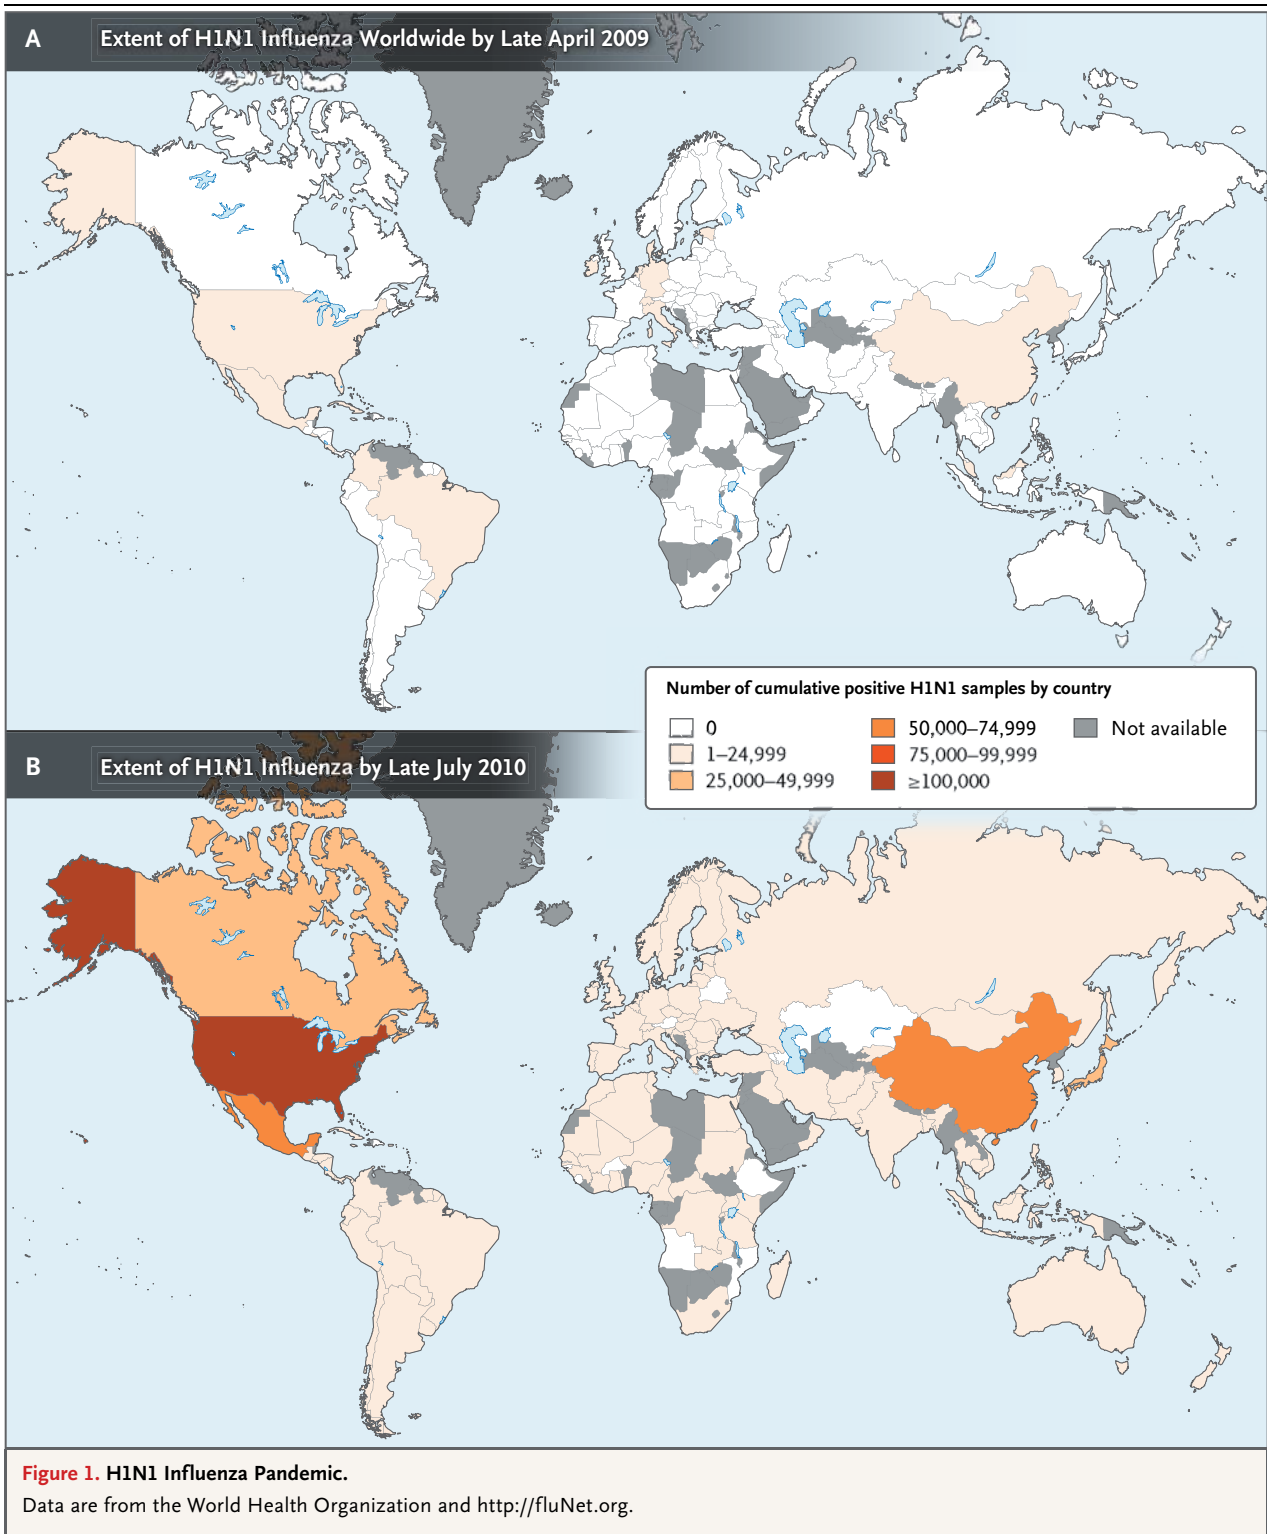 A
Extent of H1N1 Influenza Worldwide by Late April 2009
Number of cumulative positive H1N1 samples by country
0
1–24,999
25,000–49,999
50,000–74,999
75,000–99,999
≥100,000
Not available
B
Extent of H1N1 Influenza by Late July 2010
Figure 1. H1N1 Influenza Pandemic.
Data are from the World Health Organization and http://fluNet.org.